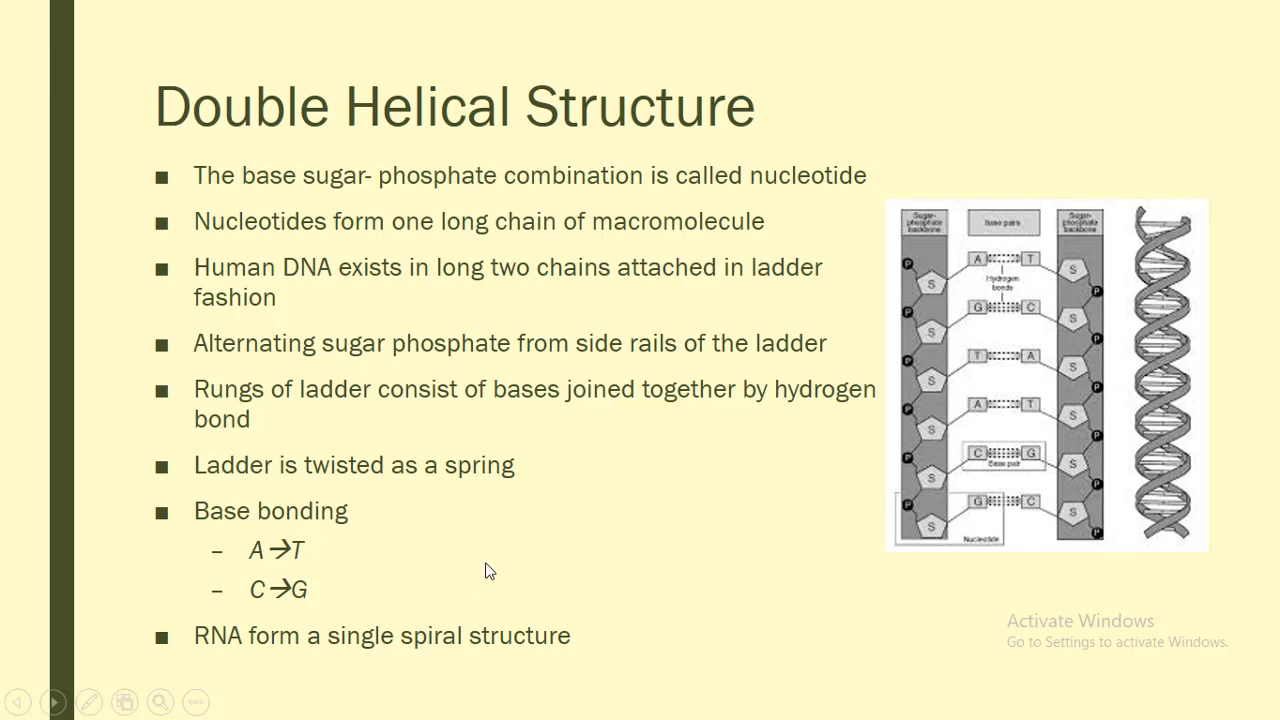 Double Helical Structure
■ The base sugar- phosphate combination is called nucleotide
■ Nucleotides form one long chain of macromolecule
■ Human DNA exists in long two chains attached in ladder
fashion
■ Alternating sugar phosphate from side rails of the ladder
■ Rungs of ladder consist of bases joined together by hydrogen
bond
■ Ladder is twisted as a spring
■ Base bonding
– A→T
– C→G
■ RNA form a single spiral structure
Sugar-
phosphate
backbone
base pairs
Sugar-
phosphate
backbone
A T
Hydrogen
bonds
G C
T A
A T
C G
Base pair
G C
Nucleotide
P
S
P
S
P
S
P
S
P
S
P
S
S
P
S
P
S
P
S
P
S
P
S
P
Activate Windows
Go to Settings to activate Windows.